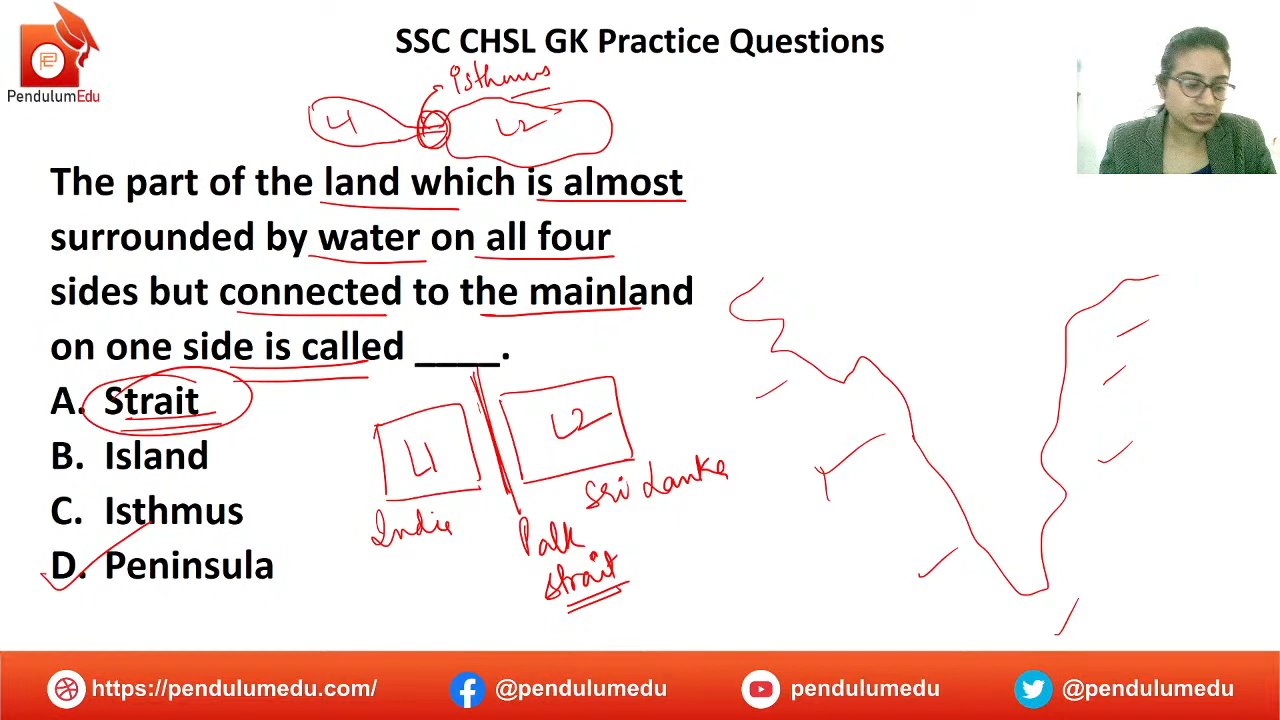 SSC CHSL GK Practice Questions
PendulumEdu
isthmus
L1
L2
The part of the land which is almost
surrounded by water on all four
sides but connected to the mainland
on one side is called ____.
A. Strait
B. Island
C. Isthmus
D. Peninsula
L1
L2
India
Sri Lanka
Palk
Strait
https://pendulumedu.com/
@pendulumedu
pendulumedu
@pendulumedu